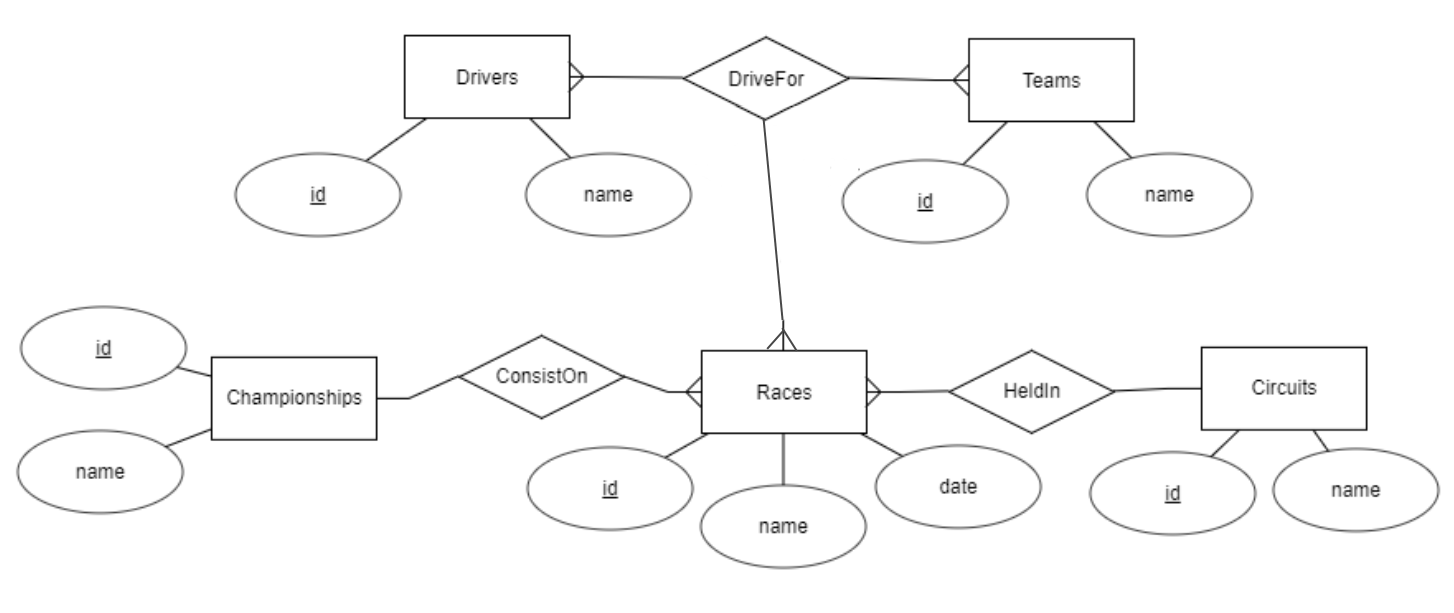 Drivers
DriveFor
Teams
id
name
id
name
id
Championships
name
ConsistOn
Races
HeldIn
Circuits
id
name
date
id
name